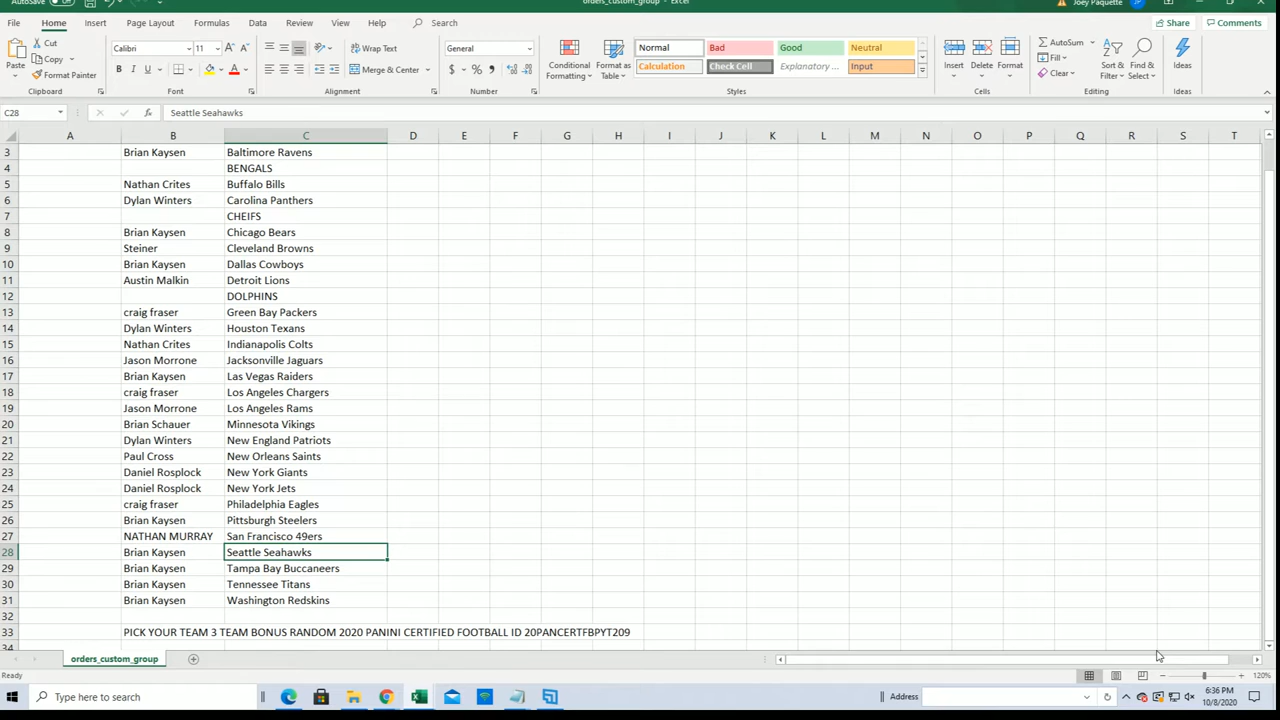 AutoSave
orders_custom_group - Excel
Joey Paquette
File Home Insert Page Layout Formulas Data Review View Help Search Share Comments
Paste Cut Copy Format Painter Clipboard
Calibri 11 A A B I U A Font
Wrap Text Merge & Center Alignment
General $ % , Number
Conditional Formatting Format as Table
Normal Bad Good Neutral
Calculation Check Cell Explanatory ... Input
Styles
Insert Delete Format Cells
AutoSum Fill Clear Sort & Filter Find & Select Editing
Ideas Ideas
C28 fx Seattle Seahawks
A B C D E F G H I J K L M N O P Q R S T
3 Brian Kaysen Baltimore Ravens
4 BENGALS
5 Nathan Crites Buffalo Bills
6 Dylan Winters Carolina Panthers
7 CHEIFS
8 Brian Kaysen Chicago Bears
9 Steiner Cleveland Browns
10 Brian Kaysen Dallas Cowboys
11 Austin Malkin Detroit Lions
12 DOLPHINS
13 craig fraser Green Bay Packers
14 Dylan Winters Houston Texans
15 Nathan Crites Indianapolis Colts
16 Jason Morrone Jacksonville Jaguars
17 Brian Kaysen Las Vegas Raiders
18 craig fraser Los Angeles Chargers
19 Jason Morrone Los Angeles Rams
20 Brian Schauer Minnesota Vikings
21 Dylan Winters New England Patriots
22 Paul Cross New Orleans Saints
23 Daniel Rosplock New York Giants
24 Daniel Rosplock New York Jets
25 craig fraser Philadelphia Eagles
26 Brian Kaysen Pittsburgh Steelers
27 NATHAN MURRAY San Francisco 49ers
28 Brian Kaysen Seattle Seahawks
29 Brian Kaysen Tampa Bay Buccaneers
30 Brian Kaysen Tennessee Titans
31 Brian Kaysen Washington Redskins
32
33 PICK YOUR TEAM 3 TEAM BONUS RANDOM 2020 PANINI CERTIFIED FOOTBALL ID 20PANCERTFBPYT209
34
orders_custom_group
Ready 120%
Type here to search Address 6:36 PM
10/8/2020